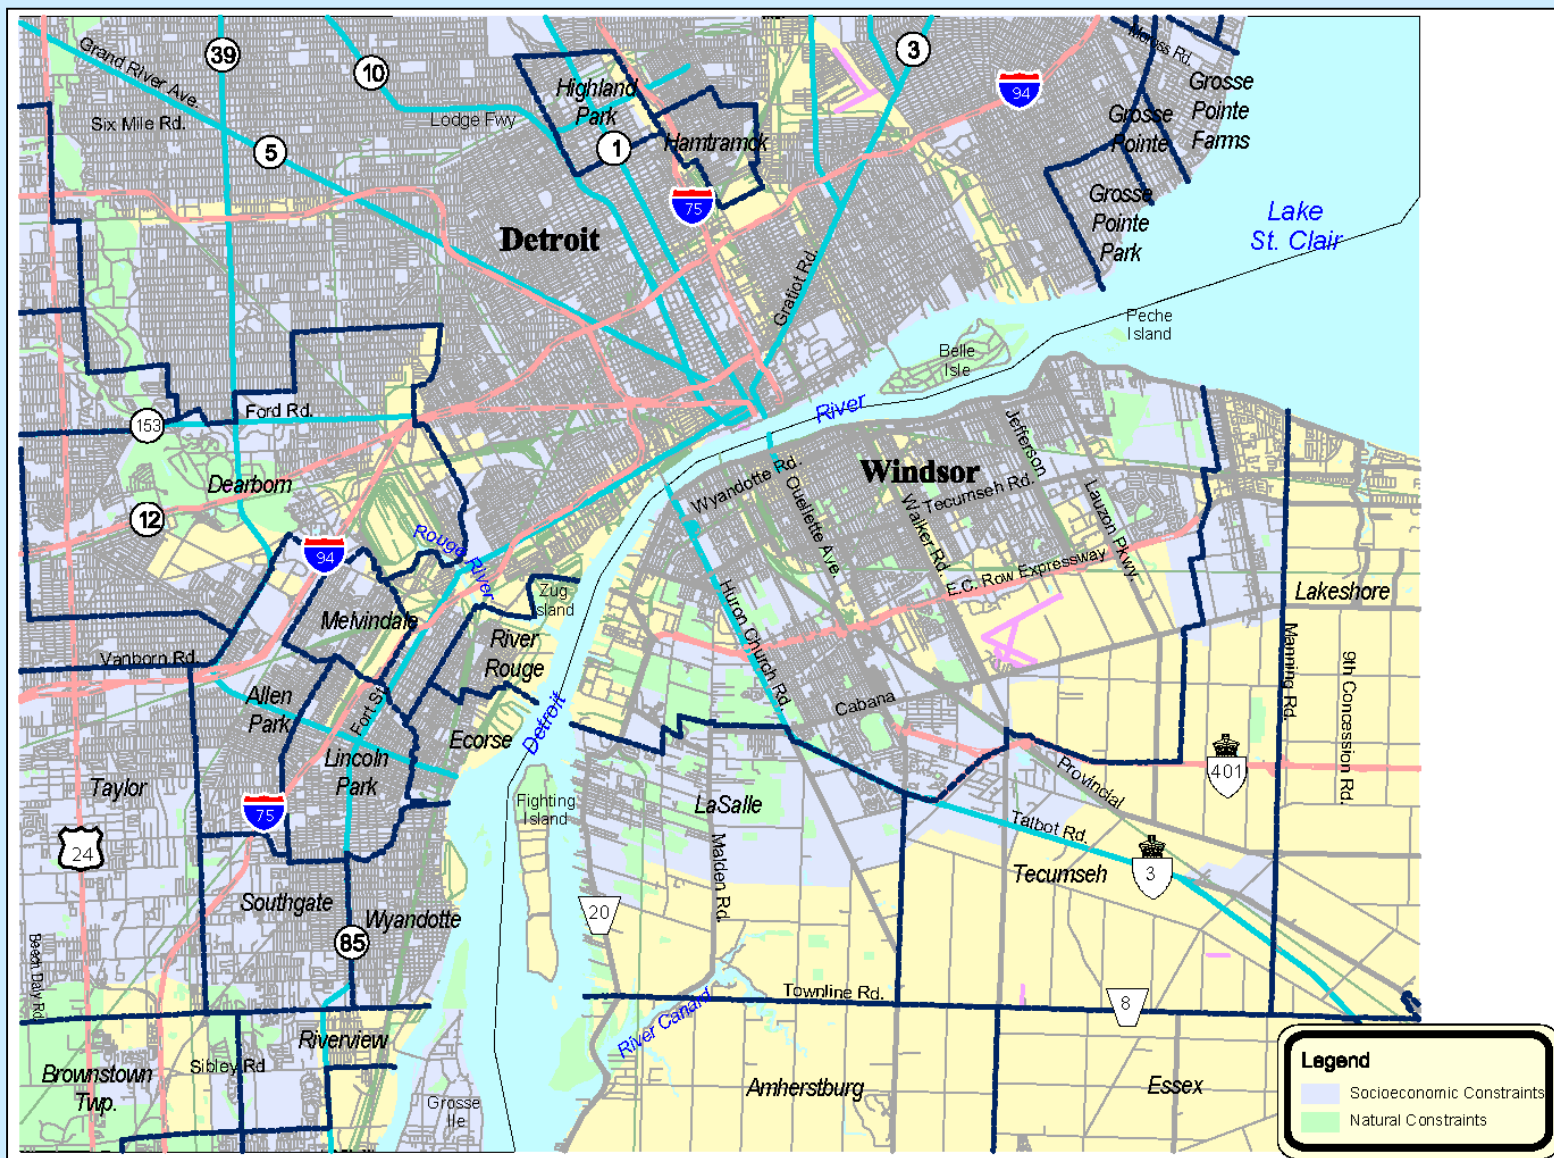 39
10
3
94
Grand River Ave.
Six Mile Rd.
5
Lodge Fwy
Highland
Park
1
Hamtramck
75
Moross Rd.
Grosse
Pointe
Farms
Grosse
Pointe
Grosse
Pointe
Park
Lake
St. Clair
Detroit
Gratiot Rd.
Peche
Island
Belle
Isle
River
153
Ford Rd.
Dearborn
12
94
Rouge River
Wyandotte Rd.
Windsor
Jefferson
Tecumseh Rd.
Ouellette Ave.
Walker Rd.
Lauzon Pkwy
E.C. Row Expressway
Lakeshore
Zug
Island
Melvindale
River
Rouge
Huron Church Rd.
Vanborn Rd.
Manning Rd.
9th Concession Rd.
Allen
Park
Fort St.
Cabana
Ecorse
Detroit
Lincoln
Park
Provincial
401
Taylor
75
24
Fighting
Island
LaSalle
Malden Rd.
Talbot Rd.
Tecumseh
3
Southgate
Wyandotte
20
85
Beech Daly Rd
Townline Rd.
8
River Canard
Riverview
Sibley Rd
Brownstown
Twp.
Grosse
Ile
Amherstburg
Essex
Legend
Socioeconomic Constraints
Natural Constraints